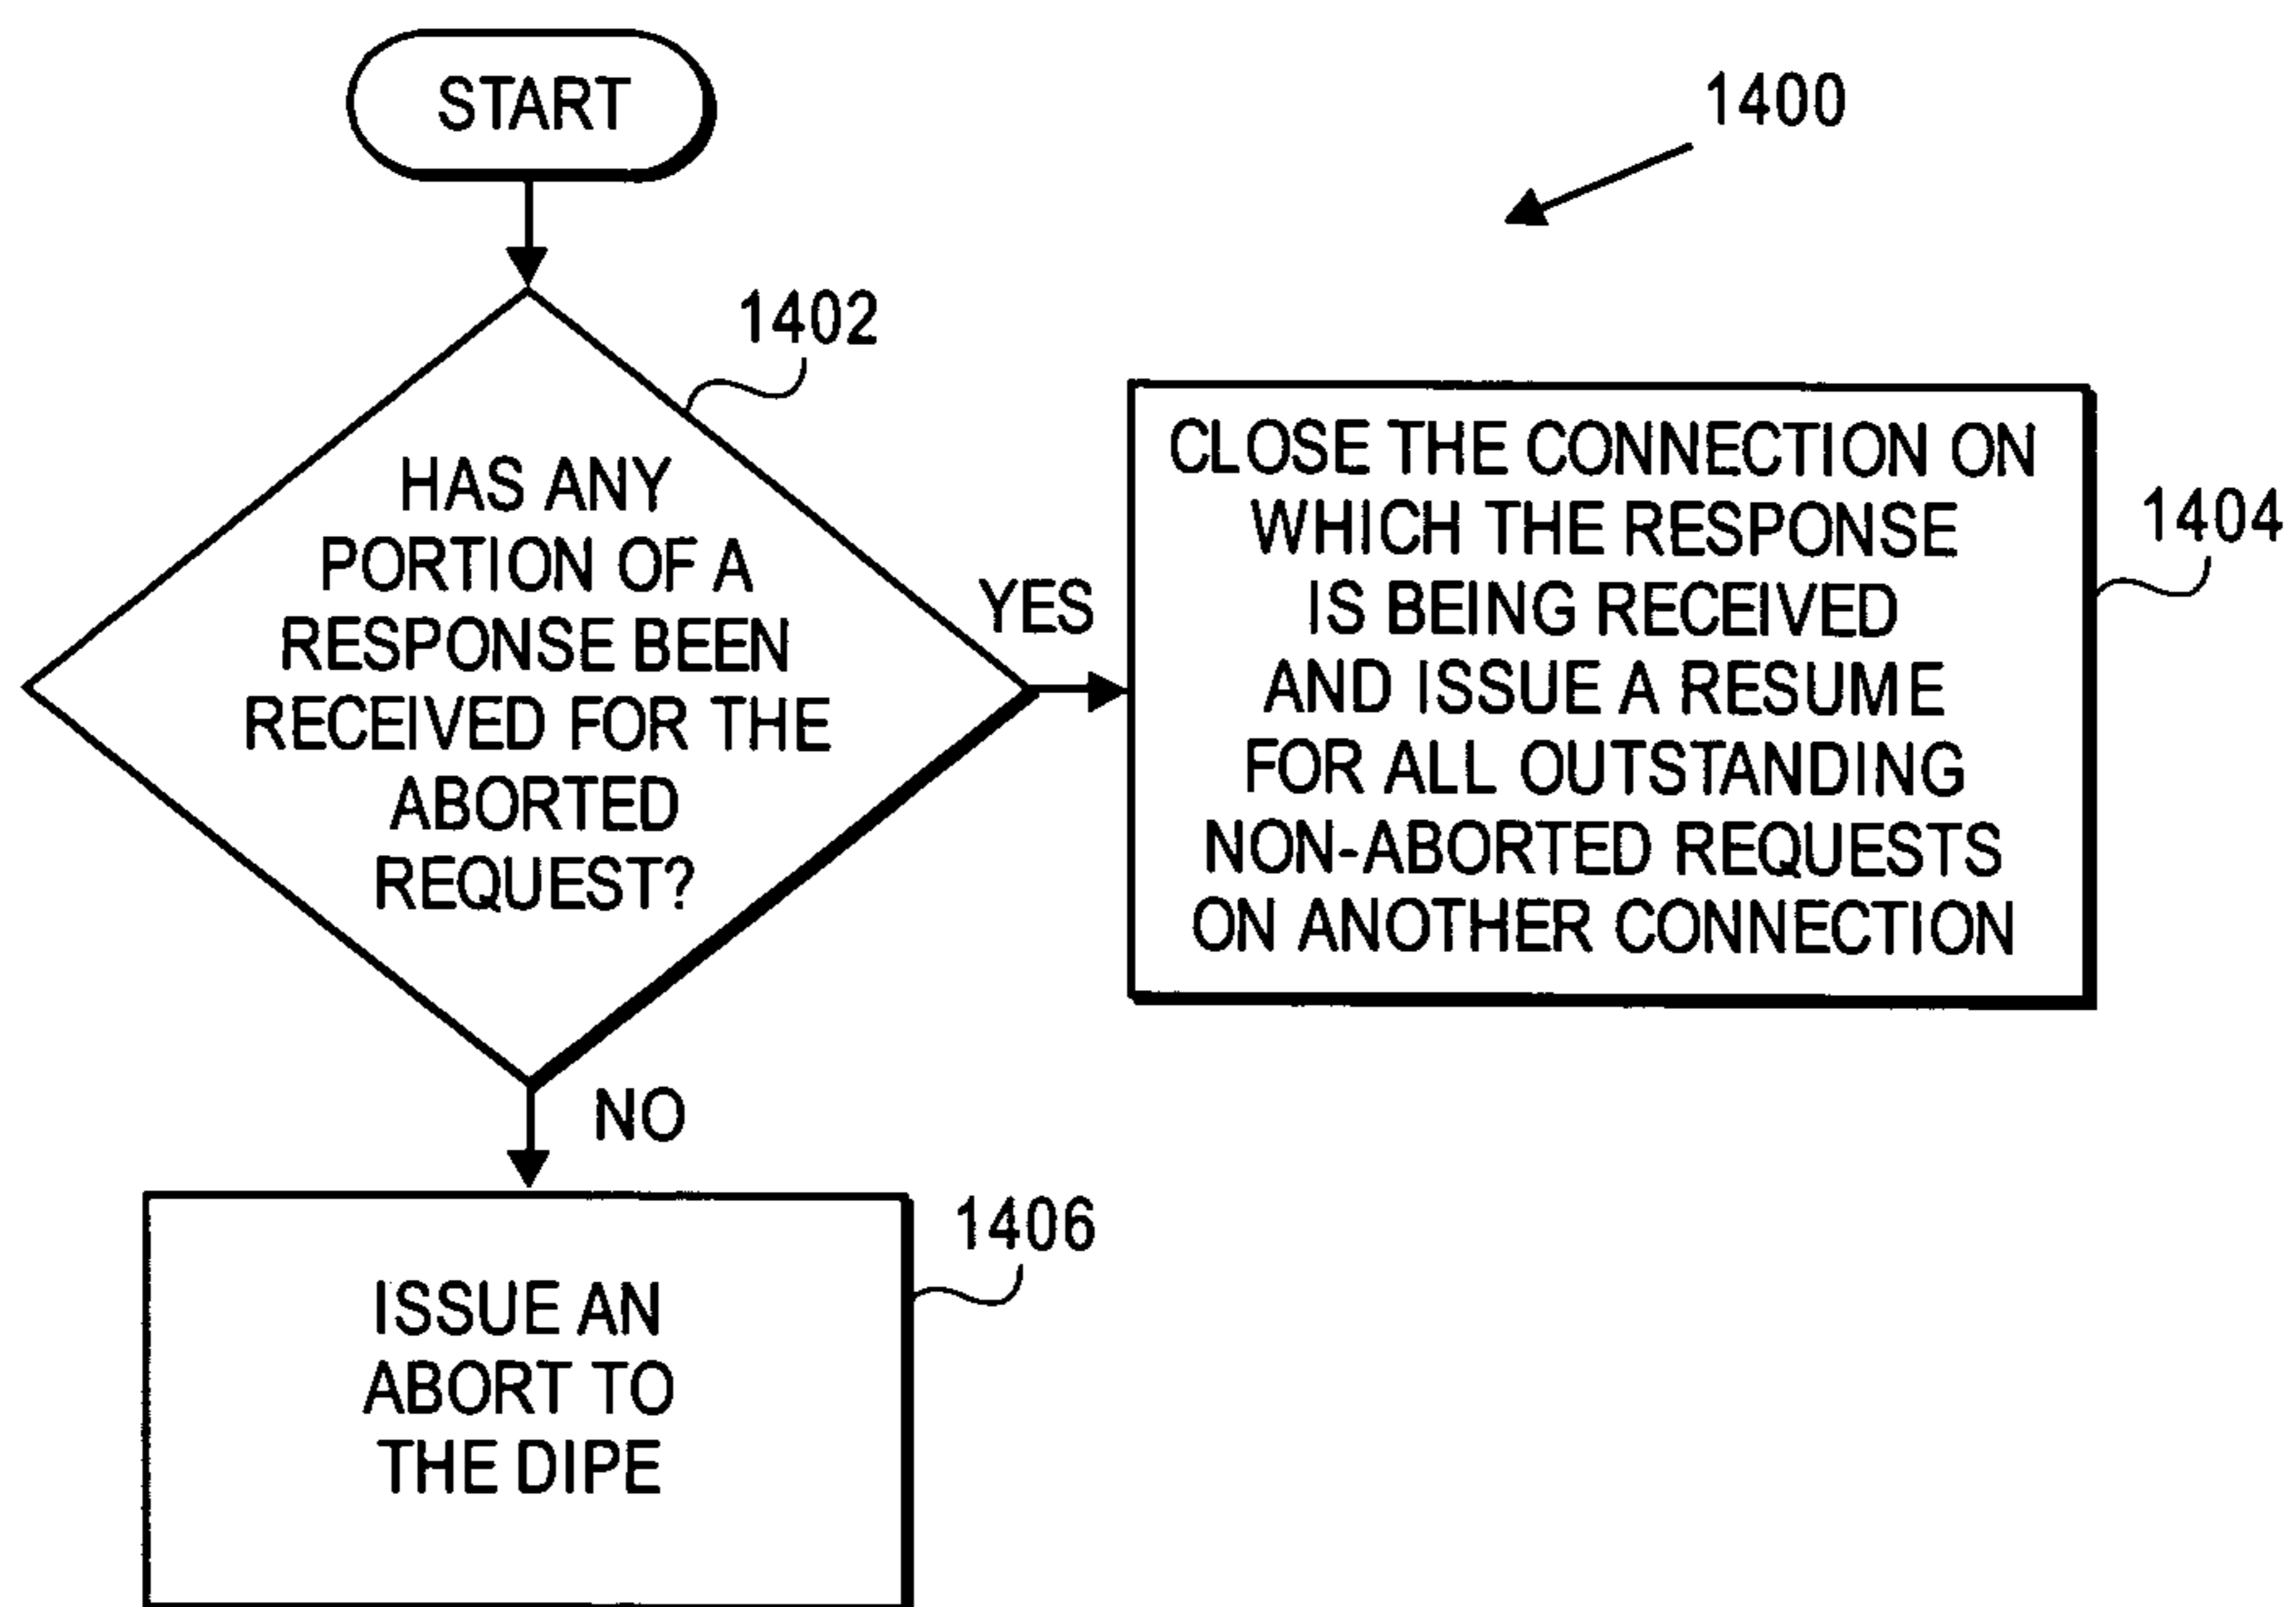 START
1400
1402
HAS ANY
PORTION OF A
RESPONSE BEEN
RECEIVED FOR THE
ABORTED
REQUEST?
YES
CLOSE THE CONNECTION ON
WHICH THE RESPONSE
IS BEING RECEIVED
AND ISSUE A RESUME
FOR ALL OUTSTANDING
NON-ABORTED REQUESTS
ON ANOTHER CONNECTION
1404
NO
1406
ISSUE AN
ABORT TO
THE DIPE